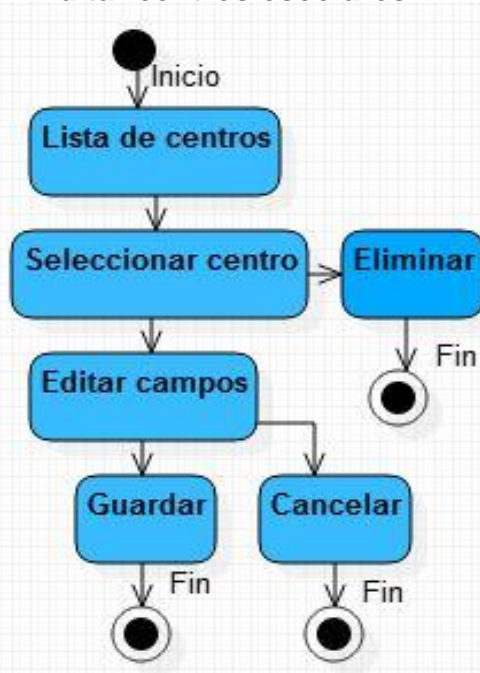 Inicio
Lista de centros
Seleccionar centro
Eliminar
Fin
Editar campos
Guardar
Cancelar
Fin
Fin